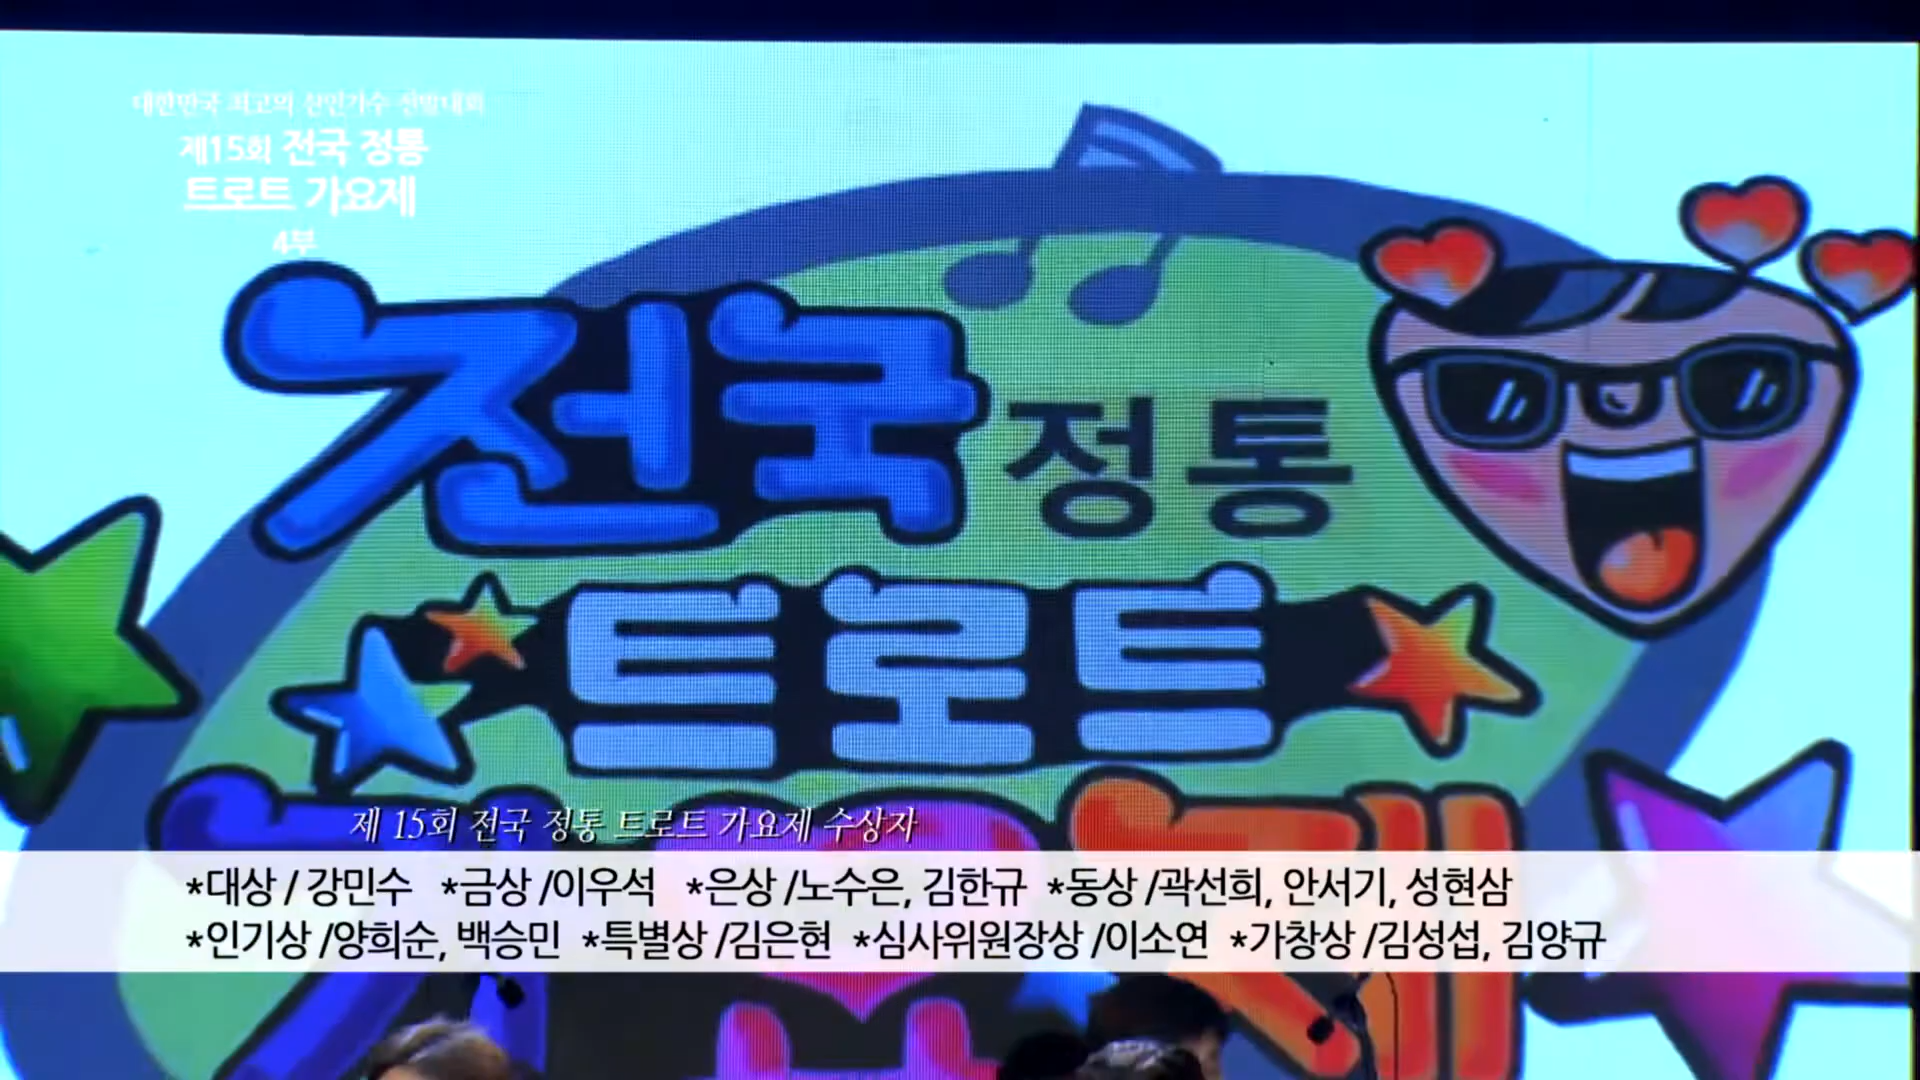 대한민국 최고의 신인가수 선발대회
제15회 전국 정통
트로트 가요제
4부
전국 정통
트로트
제 15회 전국 정통 트로트 가요제 수상자
*대상 / 강민수 *금상 /이우석 *은상 /노수은, 김한규 *동상 /곽선희, 안서기, 성현삼
*인기상 /양희순, 백승민 *특별상 /김은현 *심사위원장상 /이소연 *가창상 /김성섭, 김양규